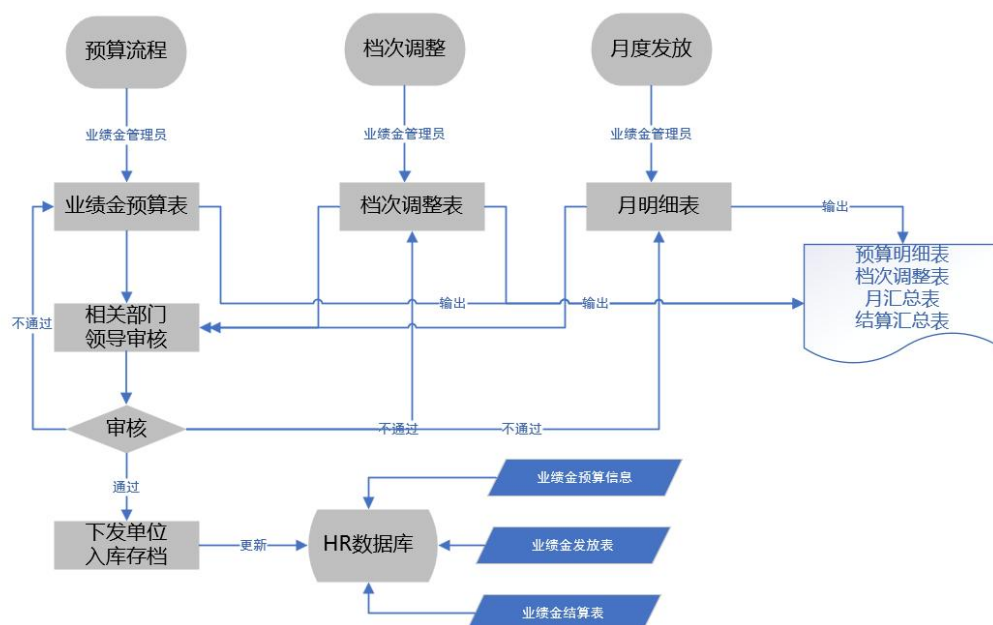 预算流程
档次调整
月度发放
业绩金管理员
业绩金管理员
业绩金管理员
业绩金预算表
档次调整表
月明细表
输出
预算明细表
档次调整表
月汇总表
结算汇总表
输出
输出
不通过
相关部门
领导审核
审核
不通过
不通过
通过
业绩金预算信息
下发单位
入库存档
更新
HR数据库
业绩金发放表
业绩金结算表